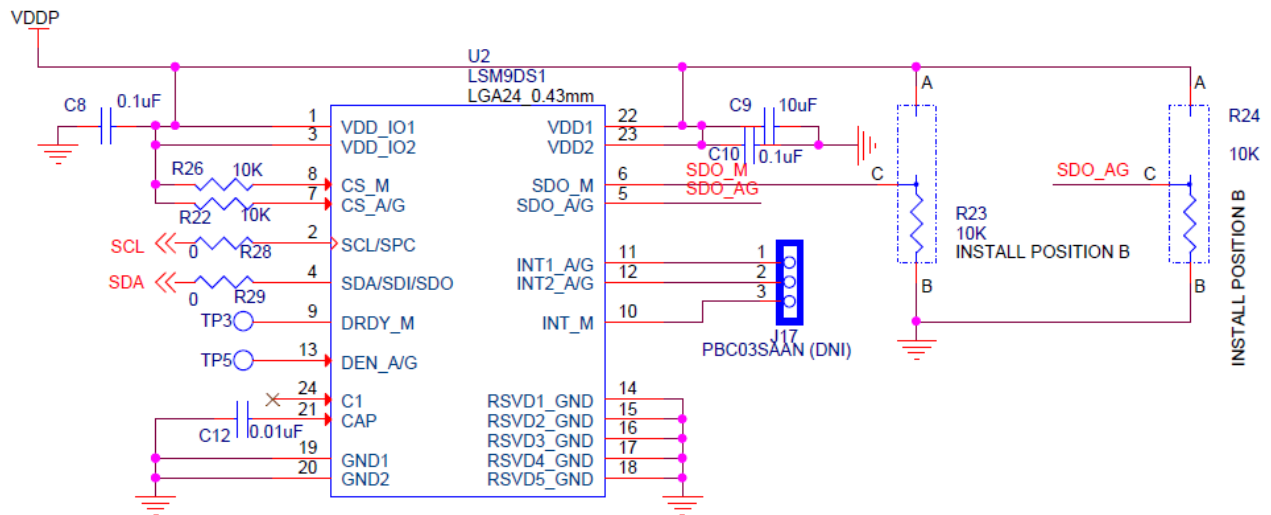 VDDP
U2
LSM9DS1
LGA24_0.43mm
C8
0.1uF
1
VDD_IO1
3
VDD_IO2
R26
10K
8
CS_M
7
CS_A/G
R22
10K
SCL
0
R28
2
SCL/SPC
SDA
0
R29
4
SDA/SDI/SDO
TP3
9
DRDY_M
TP5
13
DEN_A/G
24
C1
21
CAP
C12
0.01uF
19
GND1
20
GND2
VDD1
22
VDD2
23
C9
10uF
C10
0.1uF
SDO_M
6
SDO_M
SDO_A/G
5
SDO_AG
INT1_A/G
11
1
INT2_A/G
12
2
INT_M
10
3
J17
PBC03SAAN (DNI)
RSVD1_GND
14
RSVD2_GND
15
RSVD3_GND
16
RSVD4_GND
17
RSVD5_GND
18
A
C
R23
10K
INSTALL POSITION B
B
A
SDO_AG
C
B
R24
10K
INSTALL POSITION B